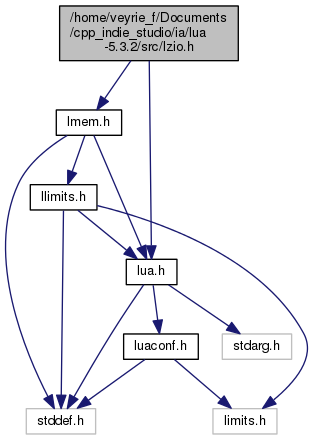 /home/veyrie_f/Documents
/cpp_indie_studio/ia/lua
-5.3.2/src/lzio.h
lmem.h
llimits.h
lua.h
luaconf.h
stdarg.h
stddef.h
limits.h